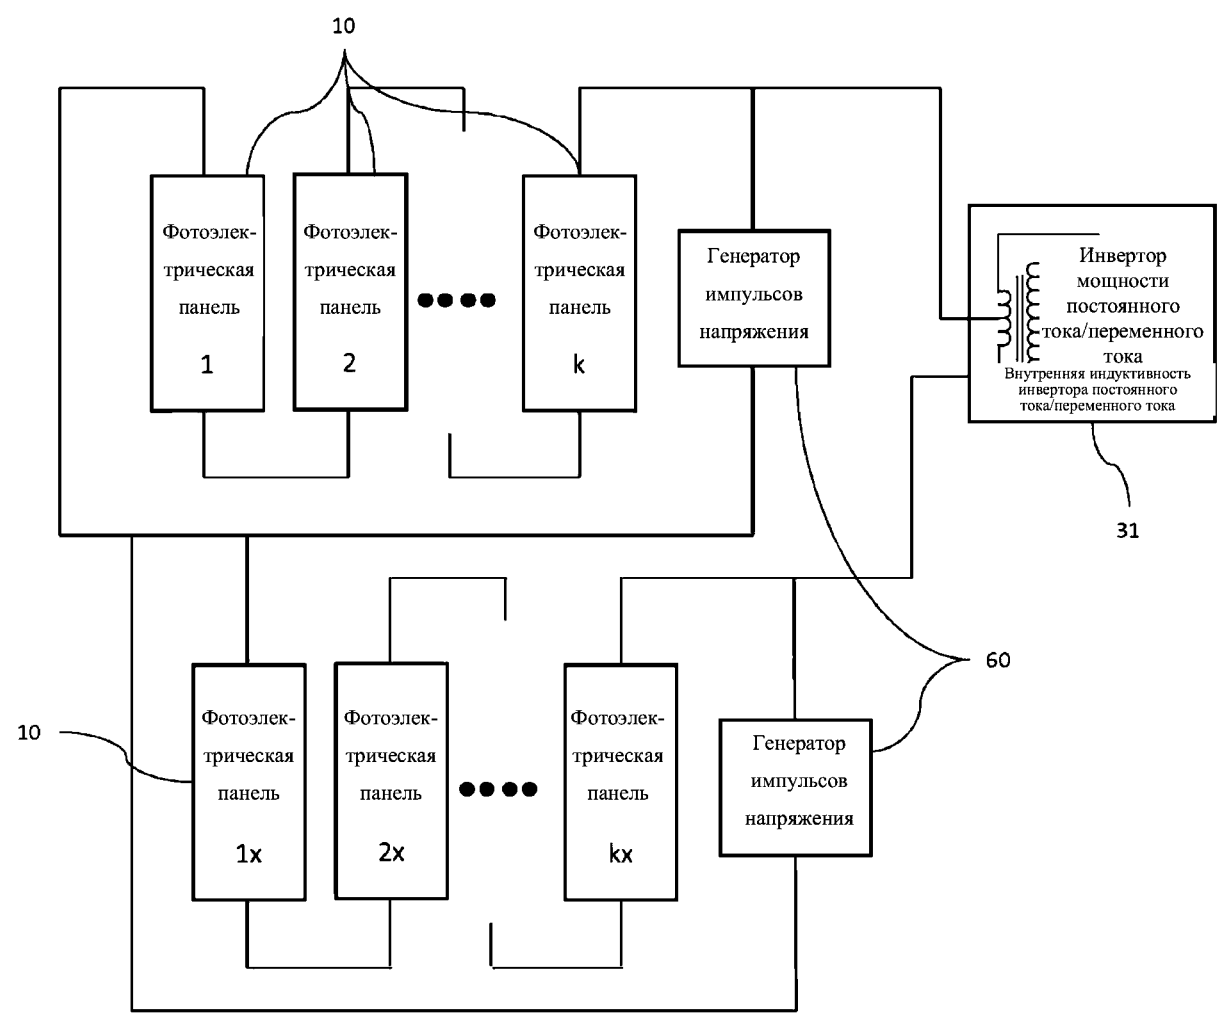 10
Фотоэлек-
трическая
панель
1
Фотоэлек-
трическая
панель
2
Фотоэлек-
трическая
панель
k
Генератор
импульсов
напряжения
Инвертор
мощности
постоянного
тока/переменного
тока
Внутренняя индуктивность
инвертора постоянного
тока/переменного тока
31
60
10
Фотоэлек-
трическая
панель
1x
Фотоэлек-
трическая
панель
2x
Фотоэлек-
трическая
панель
kx
Генератор
импульсов
напряжения